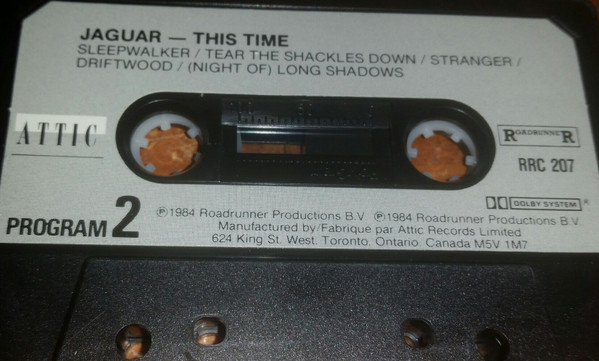 JAGUAR — THIS TIME
SLEEPWALKER / TEAR THE SHACKLES DOWN / STRANGER /
DRIFTWOOD / (NIGHT OF) LONG SHADOWS
ATTIC
ROADRUNNER
RRC 207
DOLBY SYSTEM
PROGRAM 2
℗1984 Roadrunner Productions B.V. ℗1984 Roadrunner Productions B.V.
Manufactured by/Fabriqué par Attic Records Limited
624 King St. West, Toronto, Ontario, Canada M5V 1M7